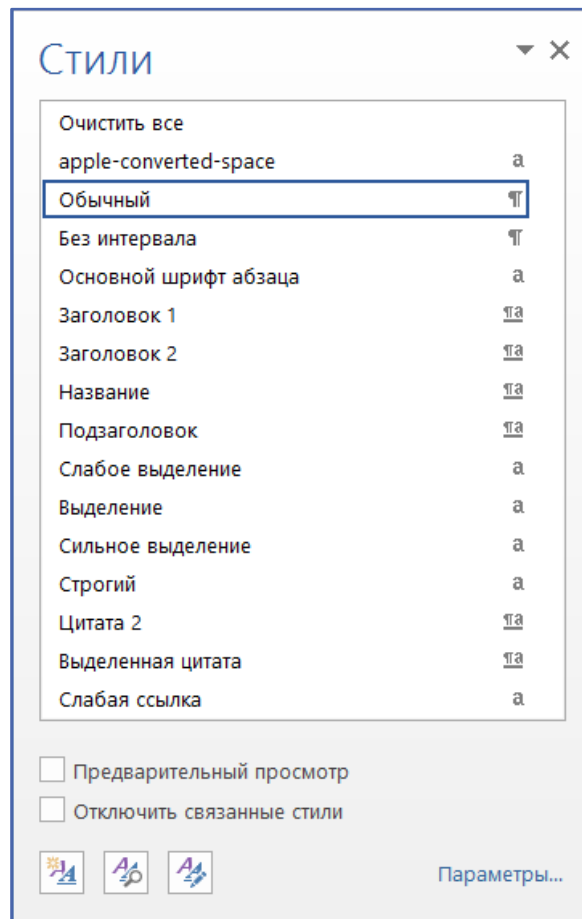 Стили
Очистить все
apple-converted-space a
Обычный ¶
Без интервала ¶
Основной шрифт абзаца a
Заголовок 1 ¶a
Заголовок 2 ¶a
Название ¶a
Подзаголовок ¶a
Слабое выделение a
Выделение a
Сильное выделение a
Строгий a
Цитата 2 ¶a
Выделенная цитата ¶a
Слабая ссылка a
Предварительный просмотр
Отключить связанные стили
Параметры...